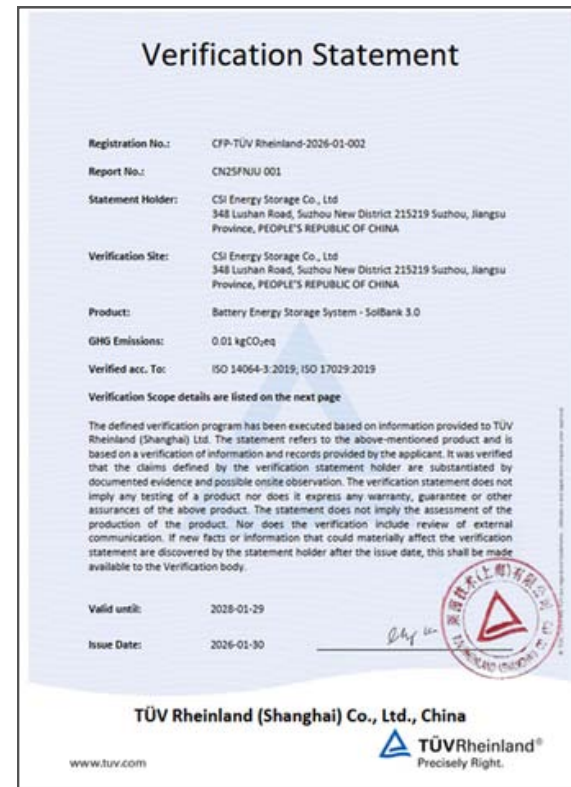 Verification Statement
Registration No.: CFP-TÜV Rheinland-2026-01-002
Report No.: CN25FNJU 001
Statement Holder: CSI Energy Storage Co., Ltd
348 Lushan Road, Suzhou New District 215219 Suzhou, Jiangsu
Province, PEOPLE'S REPUBLIC OF CHINA
Verification Site: CSI Energy Storage Co., Ltd
348 Lushan Road, Suzhou New District 215219 Suzhou, Jiangsu
Province, PEOPLE'S REPUBLIC OF CHINA
Product: Battery Energy Storage System - SolBank 3.0
GHG Emissions: 0.01 kgCO₂eq
Verified acc. To: ISO 14064-3:2019, ISO 17029:2019
Verification Scope details are listed on the next page
The defined verification program has been executed based on information provided to TÜV
Rheinland (Shanghai) Ltd. The statement refers to the above-mentioned product and is
based on a verification of information and records provided by the applicant. It was verified
that the claims defined by the verification statement holder are substantiated by
documented evidence and possible onsite observation. The verification statement does not
imply any testing of a product nor does it express any warranty, guarantee or other
assurances of the above product. The statement does not imply the assessment of the
production of the product. Nor does the verification include review of external
communication. If new facts or information that could materially affect the verification
statement are discovered by the statement holder after the issue date, this shall be made
available to the Verification body.
Valid until: 2028-01-29
Issue Date: 2026-01-30
TÜV Rheinland (Shanghai) Co., Ltd., China
www.tuv.com
TÜVRheinland®
Precisely Right.